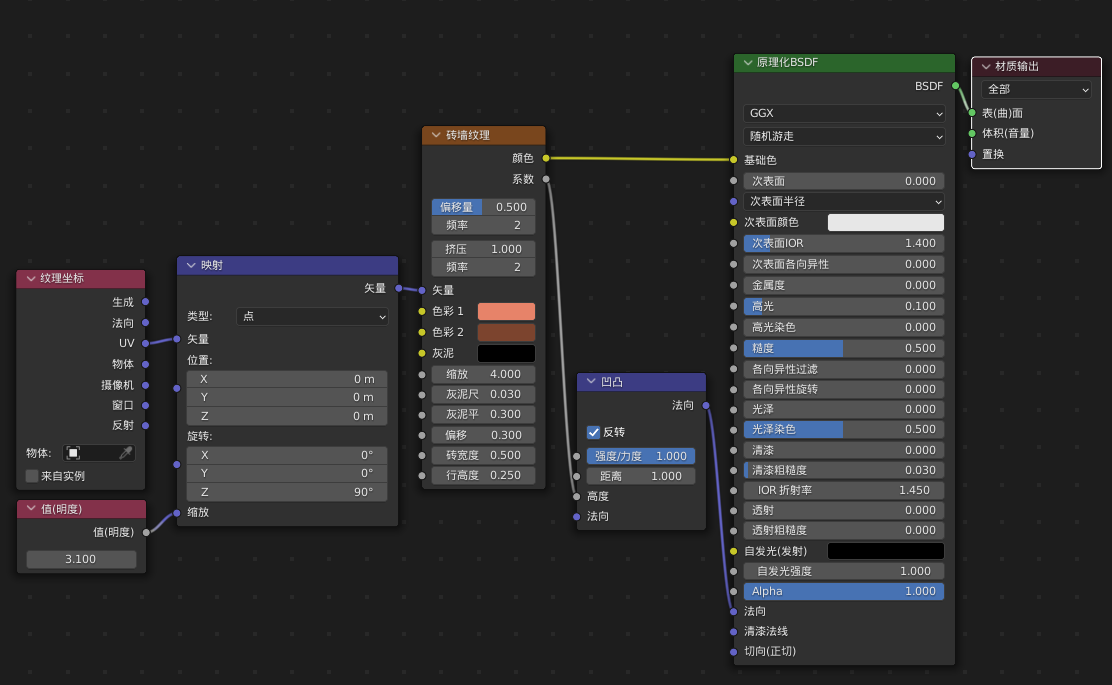 纹理坐标
生成
法向
UV
物体
摄像机
窗口
反射
物体:
来自实例
值(明度)
值(明度)
3.100
映射
矢量
类型: 点
矢量
位置:
X 0 m
Y 0 m
Z 0 m
旋转:
X 0°
Y 0°
Z 90°
缩放
砖墙纹理
颜色
系数
偏移量 0.500
频率 2
挤压 1.000
频率 2
矢量
色彩 1
色彩 2
灰泥
缩放 4.000
灰泥尺 0.030
灰泥平 0.300
偏移 0.300
砖宽度 0.500
行高度 0.250
凹凸
法向
反转
强度/力度 1.000
距离 1.000
高度
法向
原理化BSDF
BSDF
GGX
随机游走
基础色
次表面 0.000
次表面半径
次表面颜色
次表面IOR 1.400
次表面各向异性 0.000
金属度 0.000
高光 0.100
高光染色 0.000
糙度 0.500
各向异性过滤 0.000
各向异性旋转 0.000
光泽 0.000
光泽染色 0.500
清漆 0.000
清漆粗糙度 0.030
IOR 折射率 1.450
透射 0.000
透射粗糙度 0.000
自发光(发射)
自发光强度 1.000
Alpha 1.000
法向
清漆法线
切向(正切)
材质输出
全部
表(曲)面
体积(音量)
置换